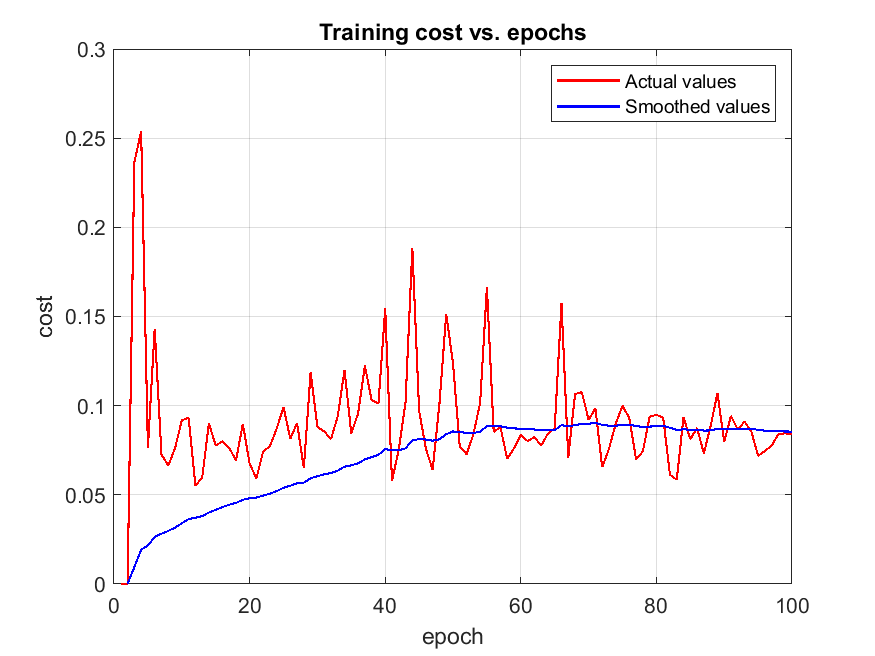 Training cost vs. epochs
0.3
Actual values
Smoothed values
0.25
0.2
0.15
cost
0.1
0.05
0
0 20 40 60 80 100
epoch